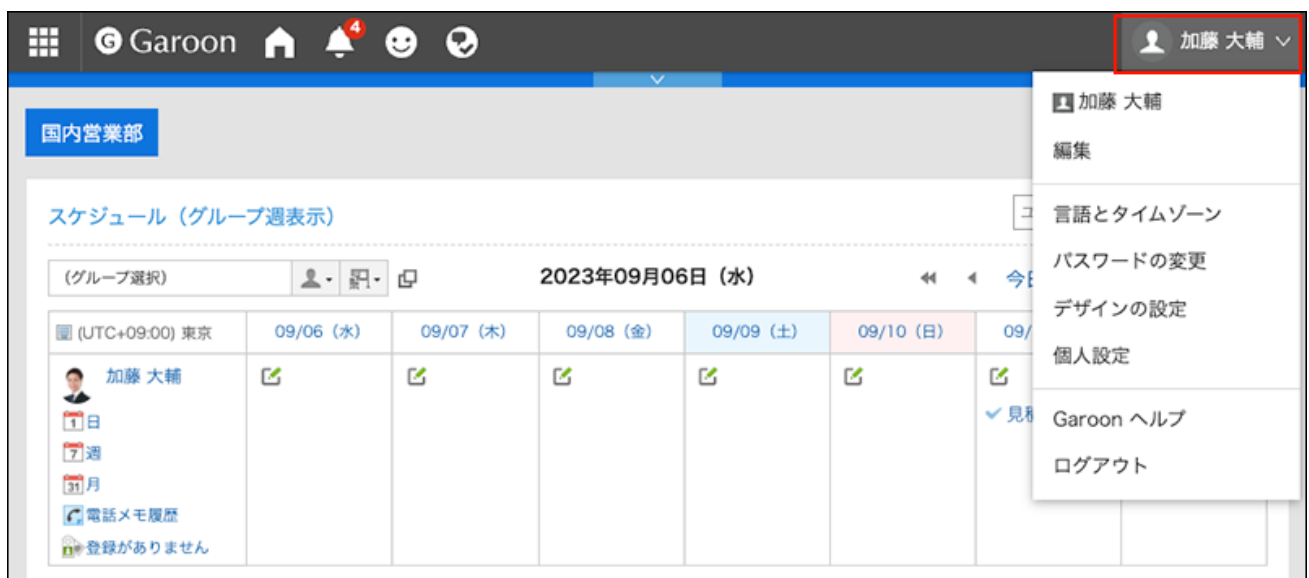 Garoon 4 加藤 大輔
加藤 大輔
編集
言語とタイムゾーン
パスワードの変更
デザインの設定
個人設定
Garoon ヘルプ
ログアウト
国内営業部
スケジュール（グループ週表示）
(グループ選択) 2023年09月06日（水）
(UTC+09:00) 東京 09/06（水） 09/07（木） 09/08（金） 09/09（土） 09/10（日） 09/
加藤 大輔
1 日
7 週
31 月
電話メモ履歴
登録がありません